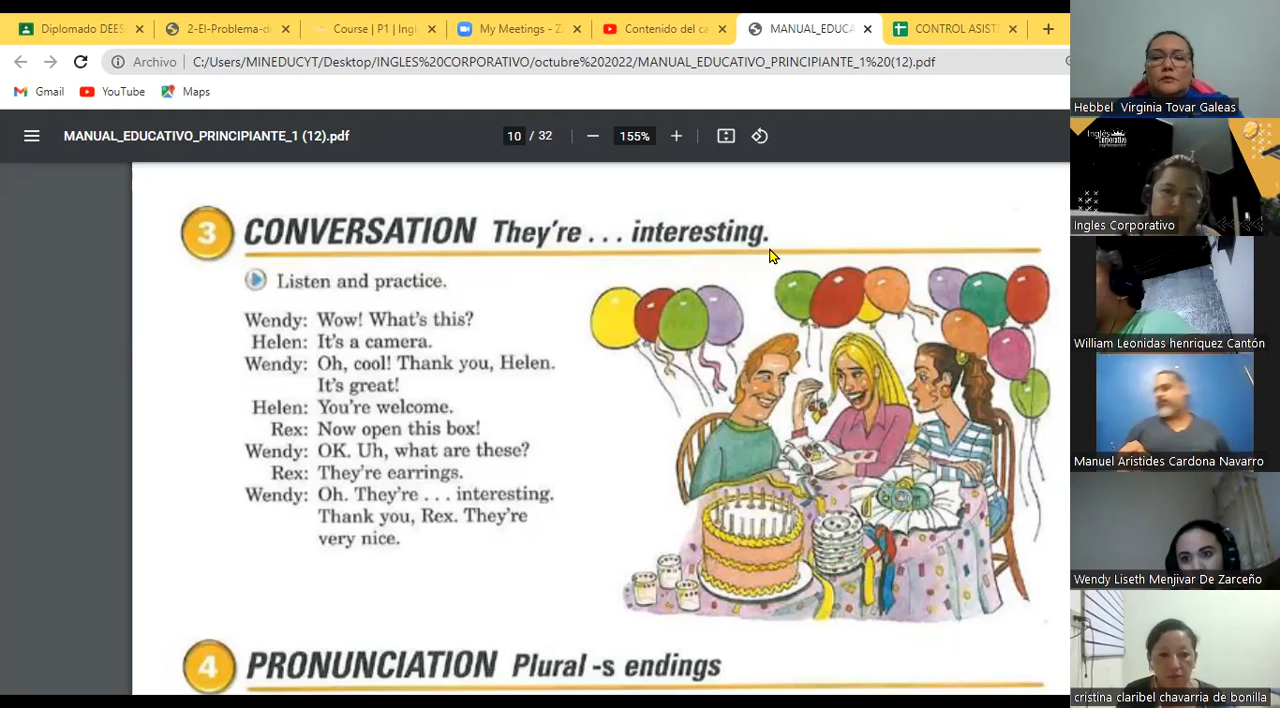 Diplomado DEES
2-El-Problema-de
Course | P1 | Ingl
My Meetings - Z
Contenido del ca
MANUAL_EDUCA
CONTROL ASIST
Archivo
C:/Users/MINEDUCYT/Desktop/INGLES%20CORPORATIVO/octubre%202022/MANUAL_EDUCATIVO_PRINCIPIANTE_1%20(12).pdf
Gmail
YouTube
Maps
MANUAL_EDUCATIVO_PRINCIPIANTE_1 (12).pdf
10 / 32
155%
3 CONVERSATION They're . . . interesting.
Listen and practice.
Wendy: Wow! What's this?
Helen: It's a camera.
Wendy: Oh, cool! Thank you, Helen.
It's great!
Helen: You're welcome.
Rex: Now open this box!
Wendy: OK. Uh, what are these?
Rex: They're earrings.
Wendy: Oh. They're . . . interesting.
Thank you, Rex. They're
very nice.
4 PRONUNCIATION Plural -s endings
Hebbel Virginia Tovar Galeas
Inglés
Corporativo
Ingles Corporativo
William Leonidas henriquez Cantón
Manuel Aristides Cardona Navarro
Wendy Liseth Menjivar De Zarceño
cristina claribel chavarria de bonilla